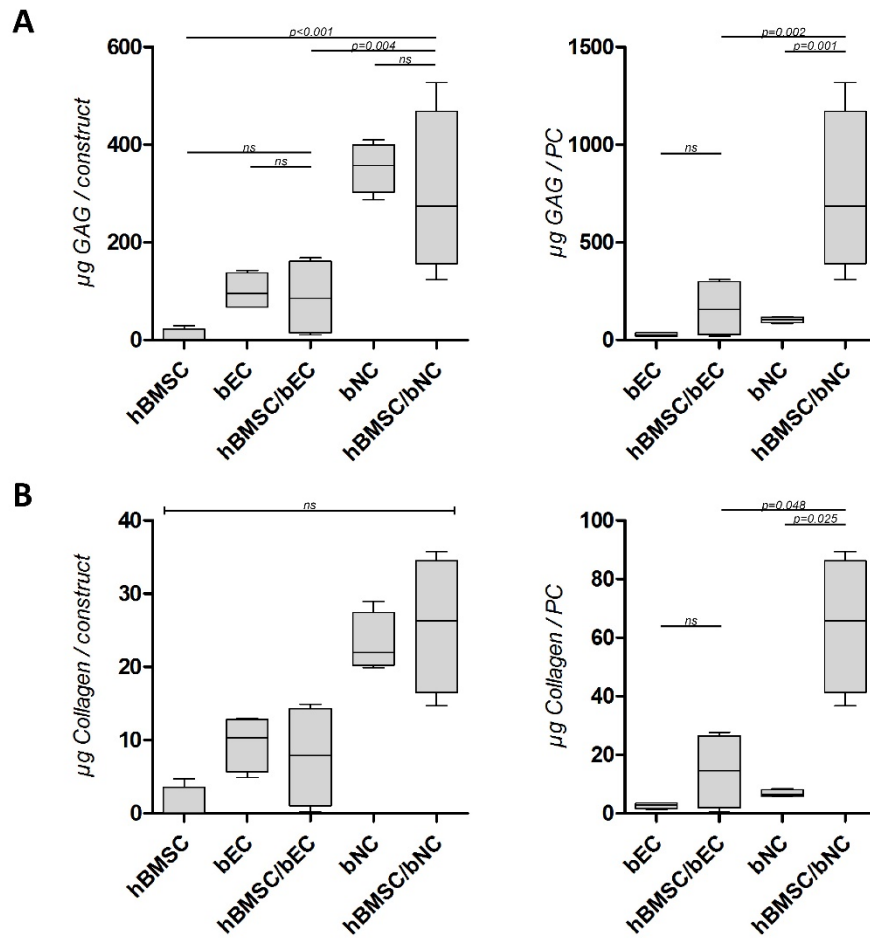 A
µg GAG / construct
600
400
200
0
p<0.001
p=0.004
ns
ns
ns
hBMSC
bEC
hBMSC/bEC
bNC
hBMSC/bNC
µg GAG / PC
1500
1000
500
0
p=0.002
p=0.001
ns
bEC
hBMSC/bEC
bNC
hBMSC/bNC
B
µg Collagen / construct
40
30
20
10
0
ns
hBMSC
bEC
hBMSC/bEC
bNC
hBMSC/bNC
µg Collagen / PC
100
80
60
40
20
0
p=0.048
p=0.025
ns
bEC
hBMSC/bEC
bNC
hBMSC/bNC